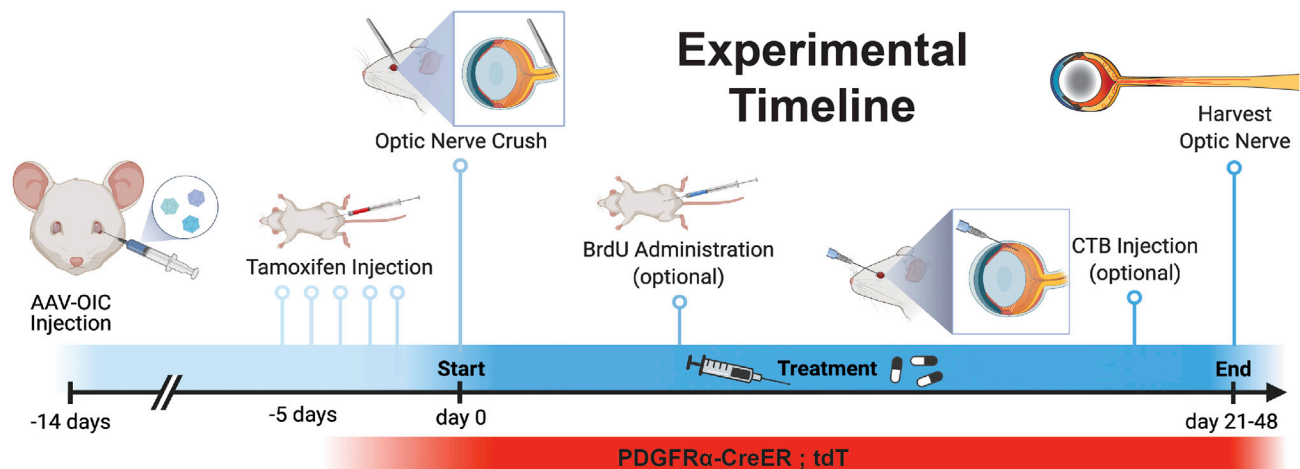 Experimental
Timeline
Optic Nerve Crush
Harvest
Optic Nerve
Tamoxifen Injection
BrdU Administration
(optional)
CTB Injection
(optional)
AAV-OIC
Injection
Start
Treatment
End
-14 days
-5 days
day 0
day 21-48
PDGFRα-CreER ; tdT